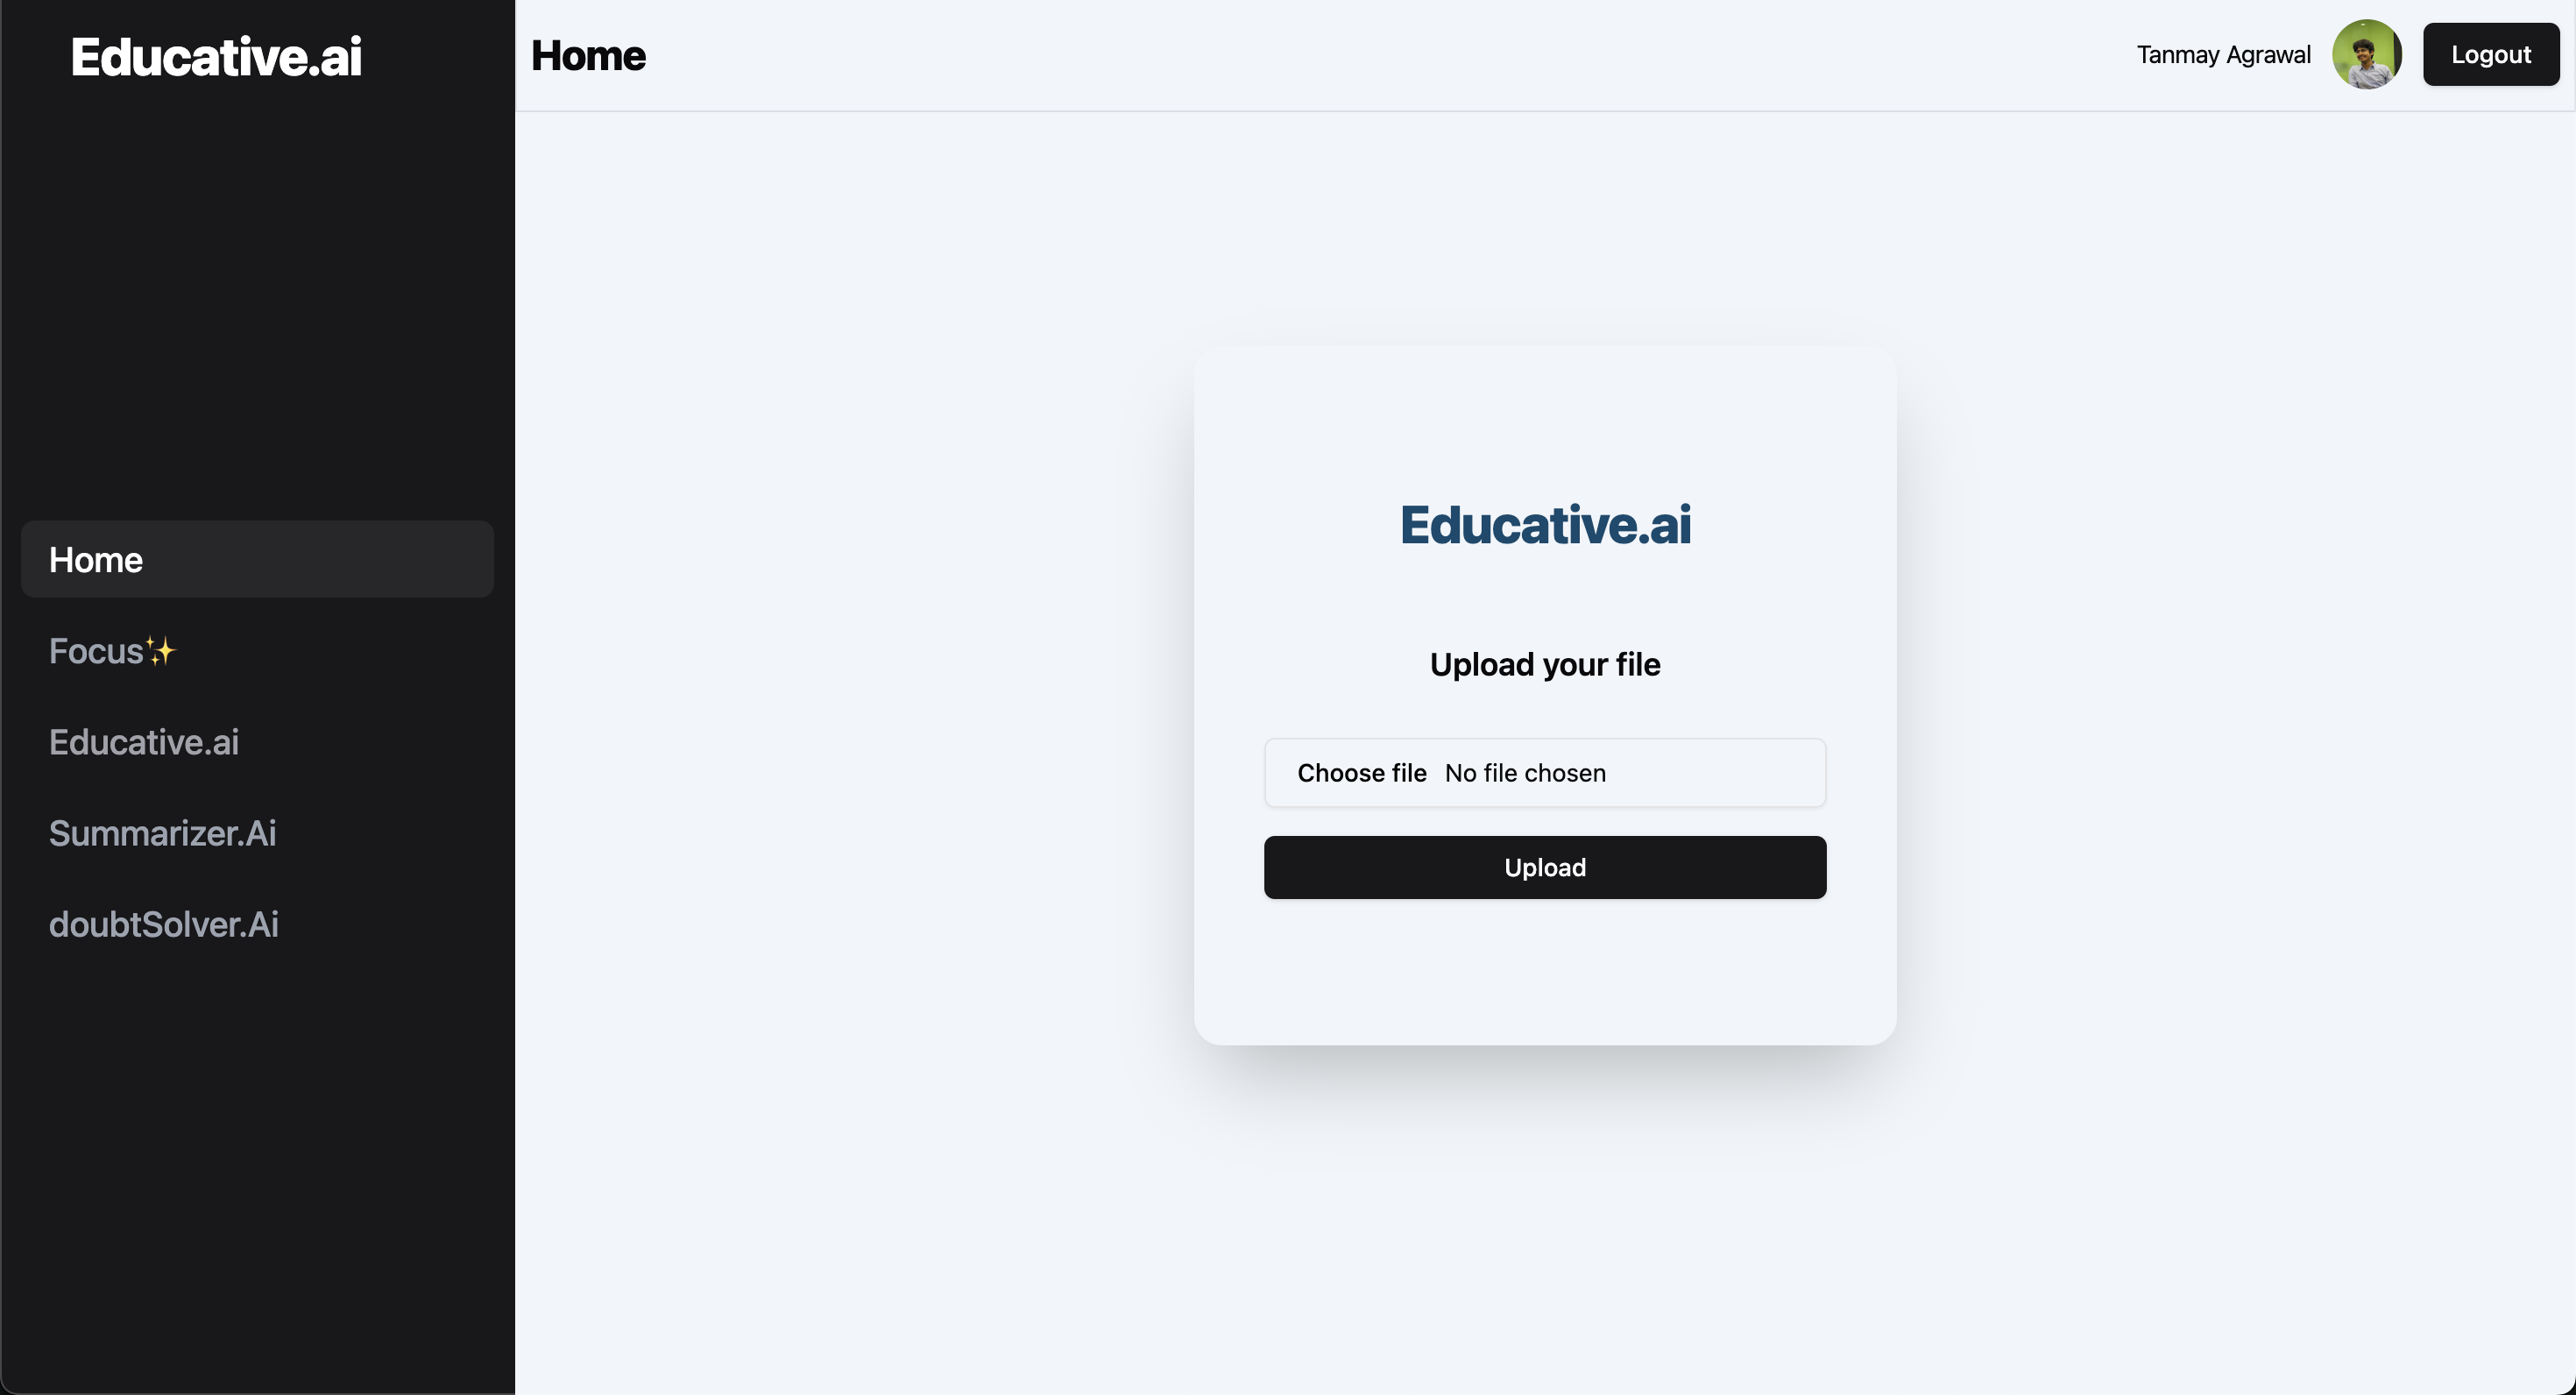 Educative.ai
Home
Focus✨
Educative.ai
Summarizer.Ai
doubtSolver.Ai
Home
Tanmay Agrawal
Logout
Educative.ai
Upload your file
Choose file No file chosen
Upload